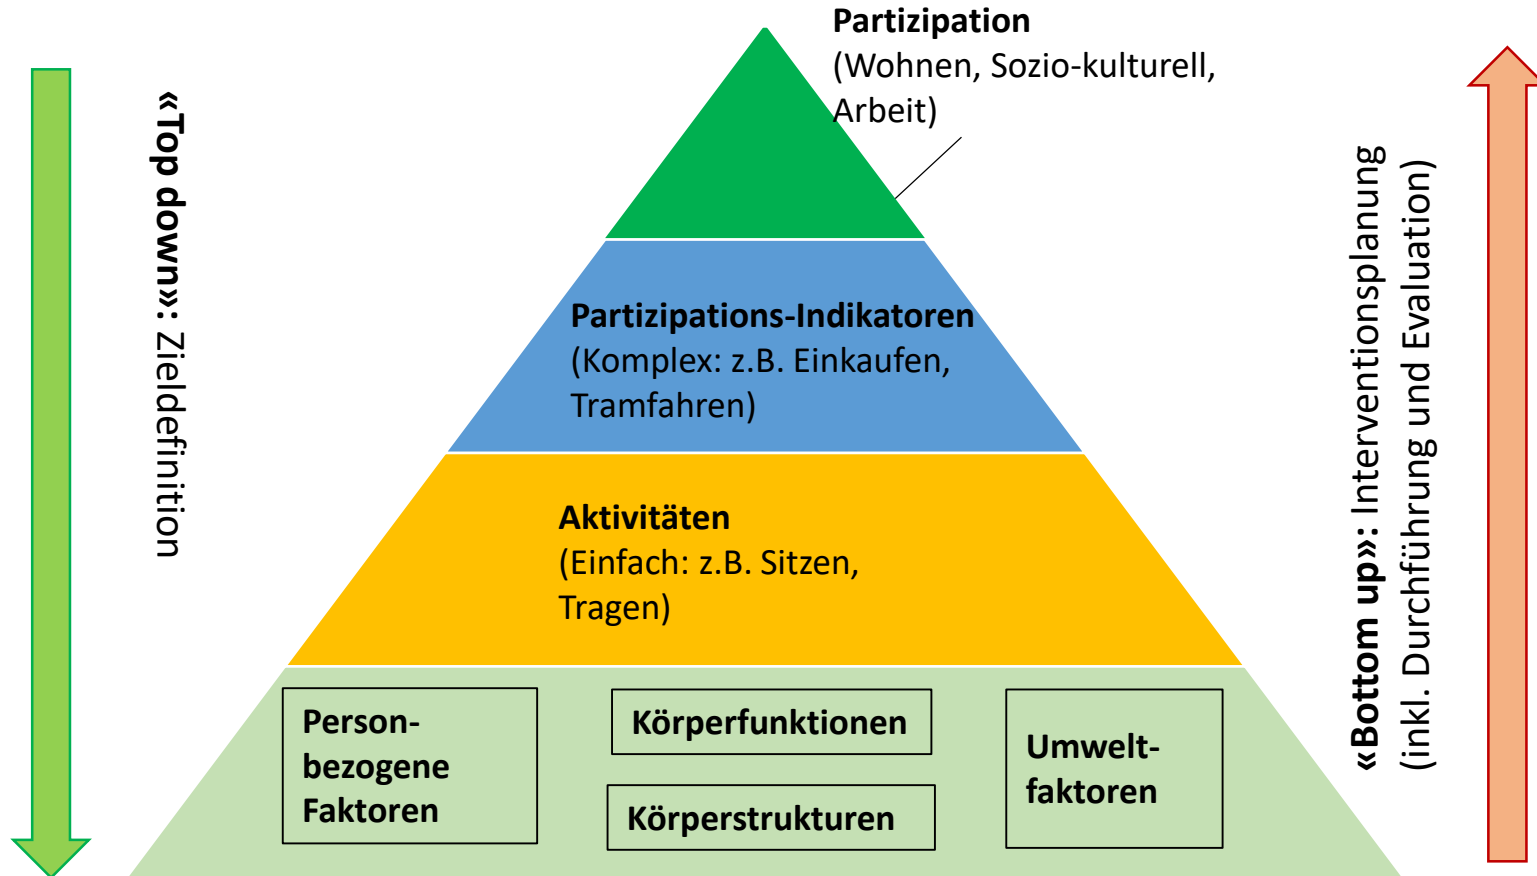 Partizipation
(Wohnen, Sozio-kulturell,
Arbeit)
«Top down»: Zieldefinition
Partizipations-Indikatoren
(Komplex: z.B. Einkaufen,
Tramfahren)
Aktivitäten
(Einfach: z.B. Sitzen,
Tragen)
Person-
bezogene
Faktoren
Körperfunktionen
Körperstrukturen
Umwelt-
faktoren
«Bottom up»: Interventionsplanung
(inkl. Durchführung und Evaluation)